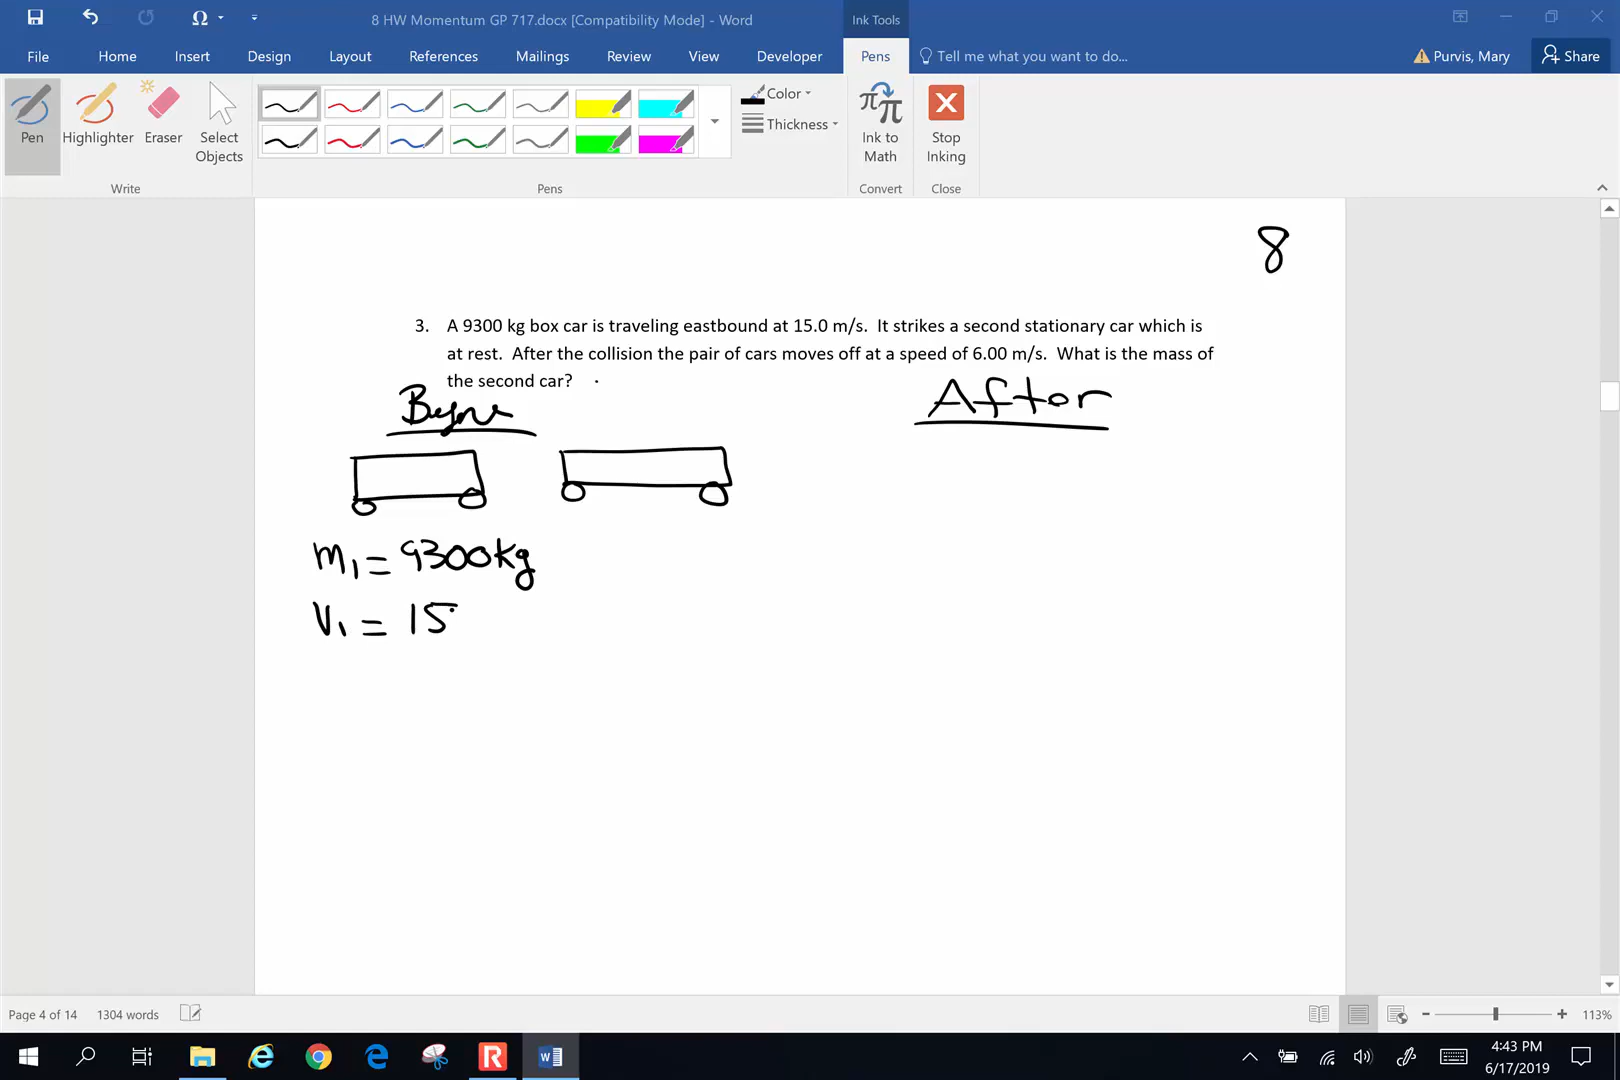 8 HW Momentum GP 717.docx [Compatibility Mode] - Word
Ink Tools
File Home Insert Design Layout References Mailings Review View Developer Pens Tell me what you want to do... Purvis, Mary Share
Pen Highlighter Eraser Select Objects
Color
Thickness
Ink to Math
Stop Inking
Write Pens Convert Close
8
3. A 9300 kg box car is traveling eastbound at 15.0 m/s. It strikes a second stationary car which is
at rest. After the collision the pair of cars moves off at a speed of 6.00 m/s. What is the mass of
the second car?
Before After
m₁ = 9300kg
V₁ = 15.
Page 4 of 14 1304 words 113%
4:43 PM
6/17/2019